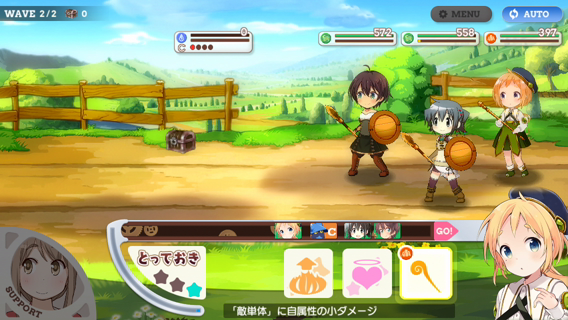 WAVE 2/2 0
MENU
AUTO
0
C
572
558
397
C
GO!
とっておき
SUPPORT
「敵単体」に自属性の小ダメージ